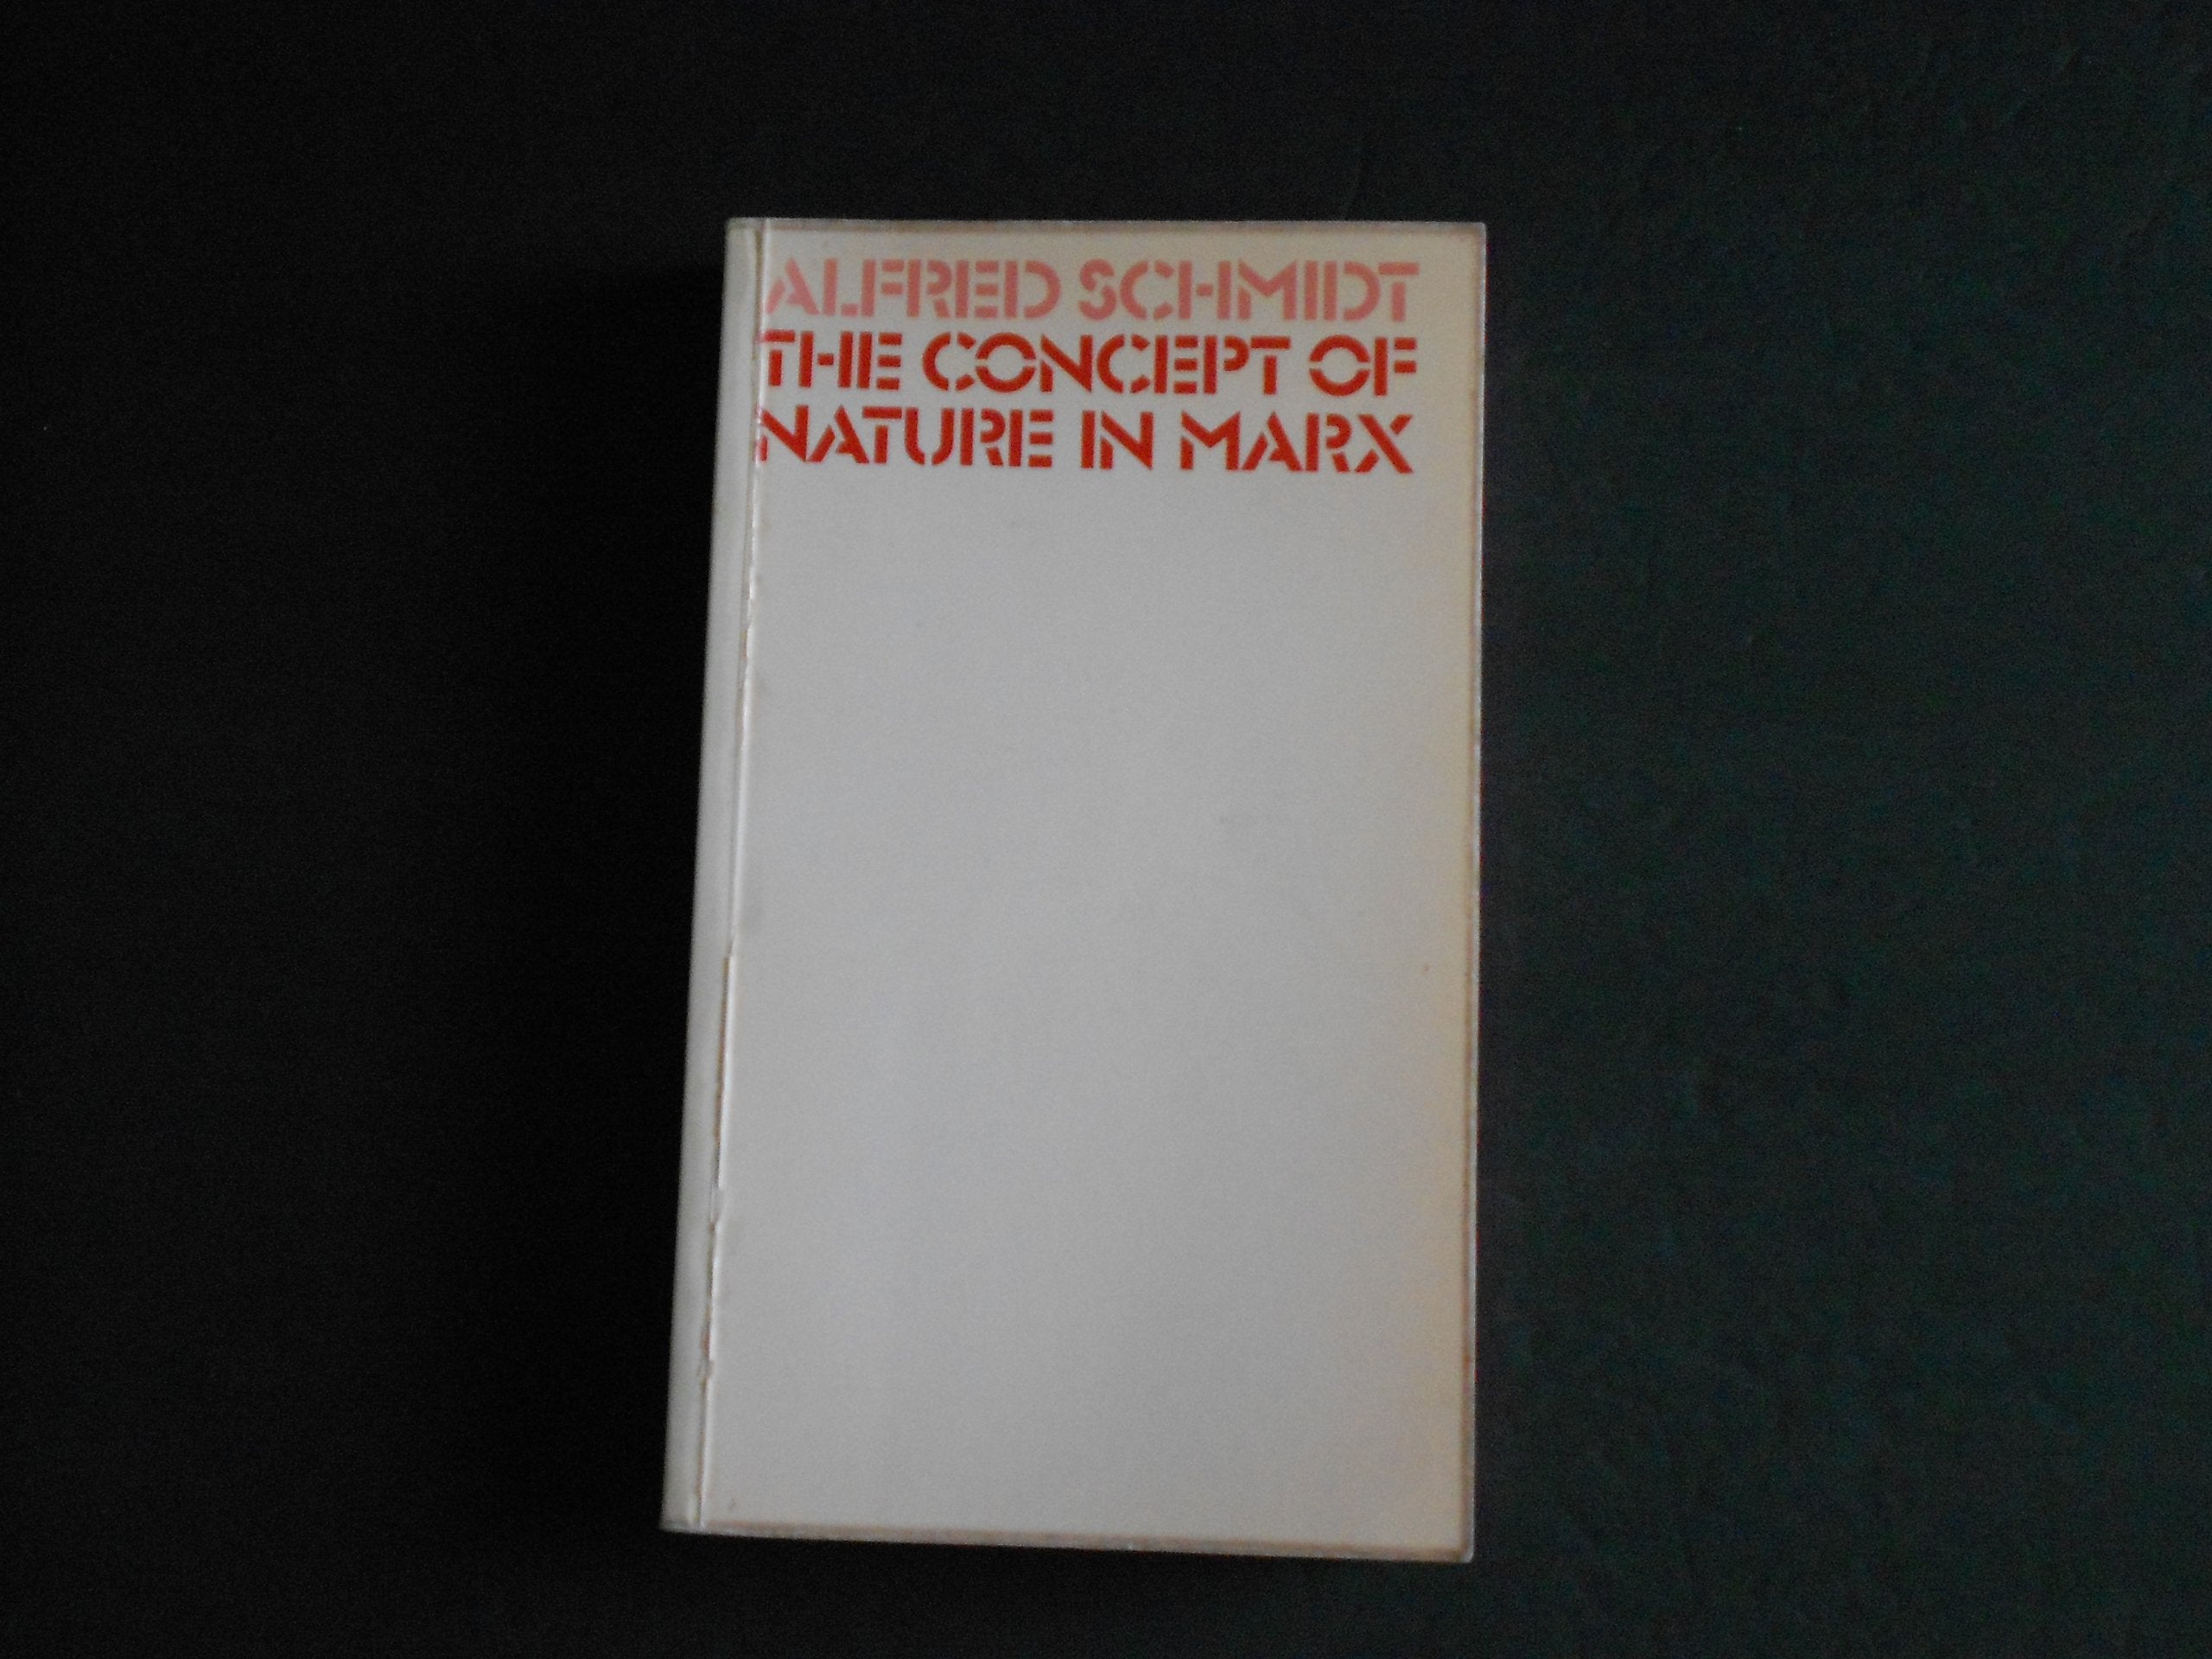 ALFRED SCHMIDT
THE CONCEPT OF
NATURE IN MARX